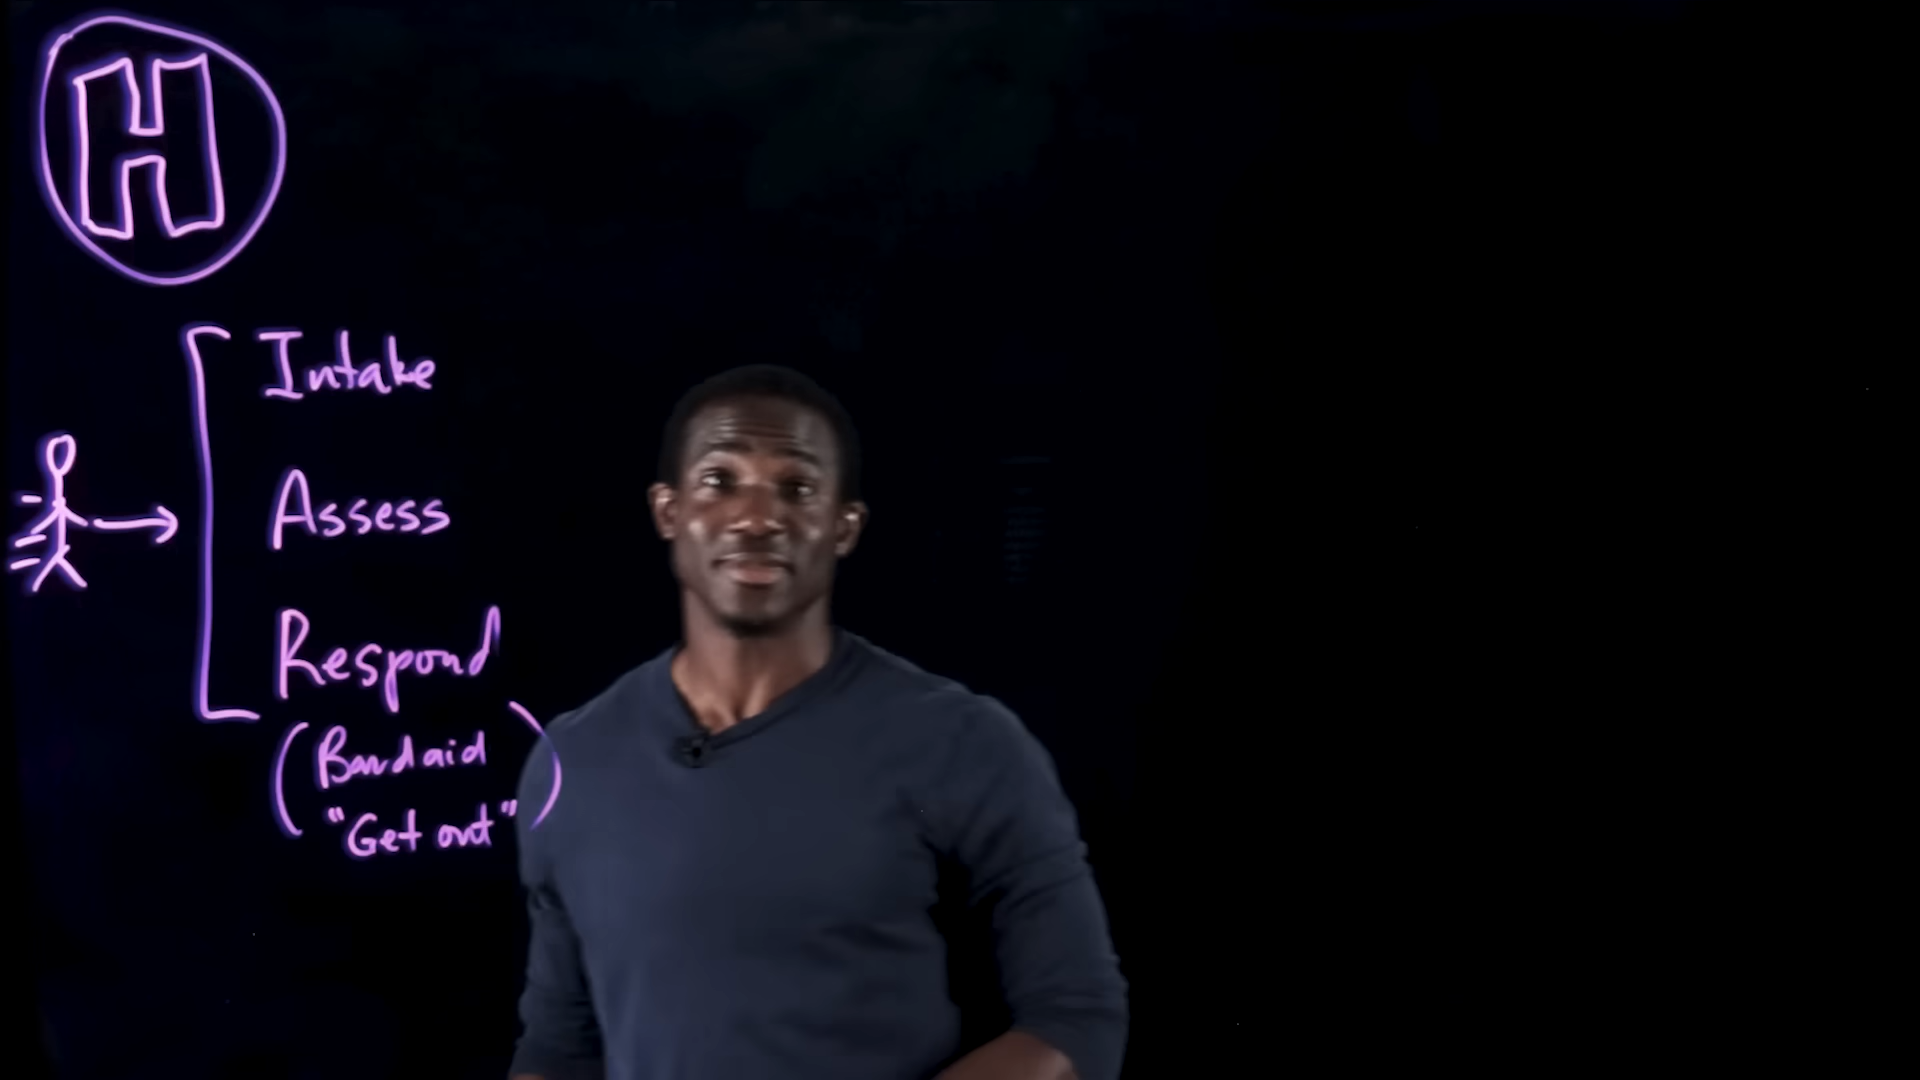 H
Intake
Assess
Respond
(Bandaid
"Get out")